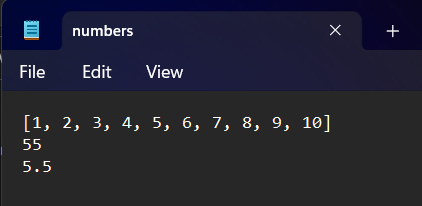 numbers
File Edit View
[1, 2, 3, 4, 5, 6, 7, 8, 9, 10]
55
5.5